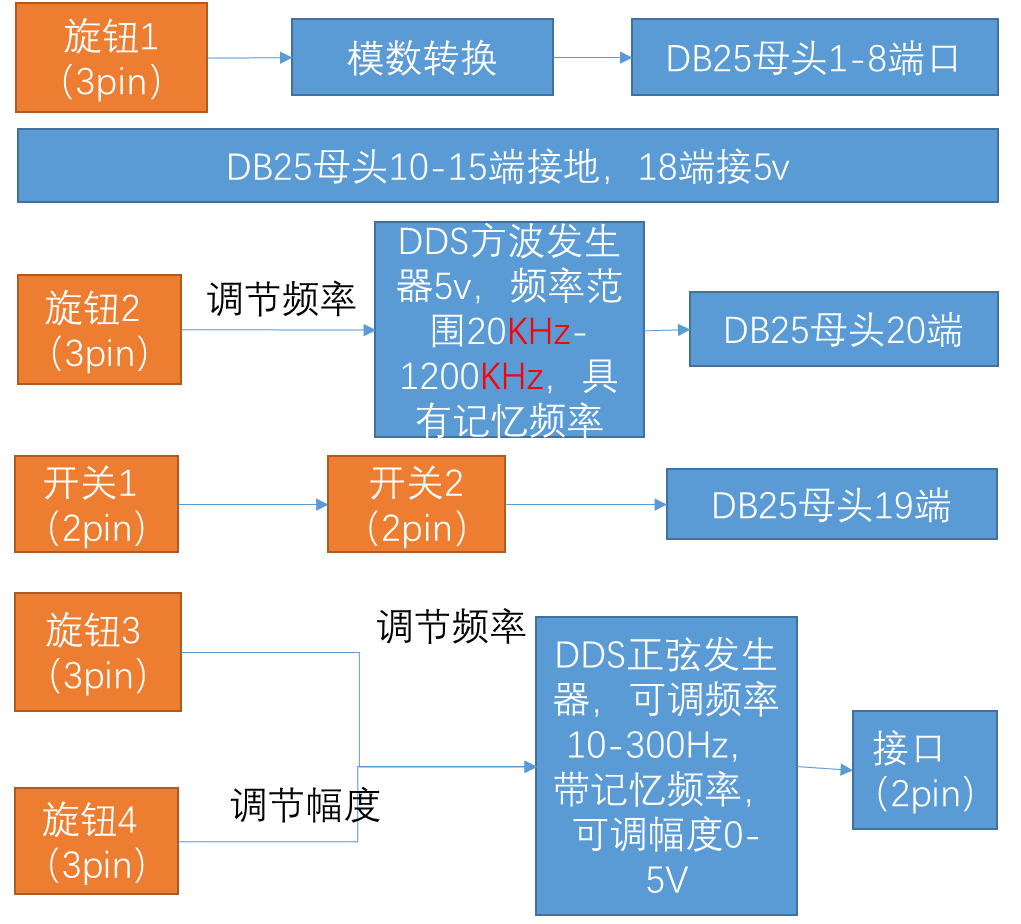 旋钮1
（3pin）
模数转换
DB25母头1-8端口
DB25母头10-15端接地，18端接5v
旋钮2
（3pin）
调节频率
DDS方波发生
器5v，频率范
围20KHz-
1200KHz，具
有记忆频率
DB25母头20端
开关1
（2pin）
开关2
（2pin）
DB25母头19端
旋钮3
（3pin）
调节频率
旋钮4
（3pin）
调节幅度
DDS正弦发生
器，可调频率
10-300Hz，
带记忆频率，
可调幅度0-
5V
接口
（2pin）